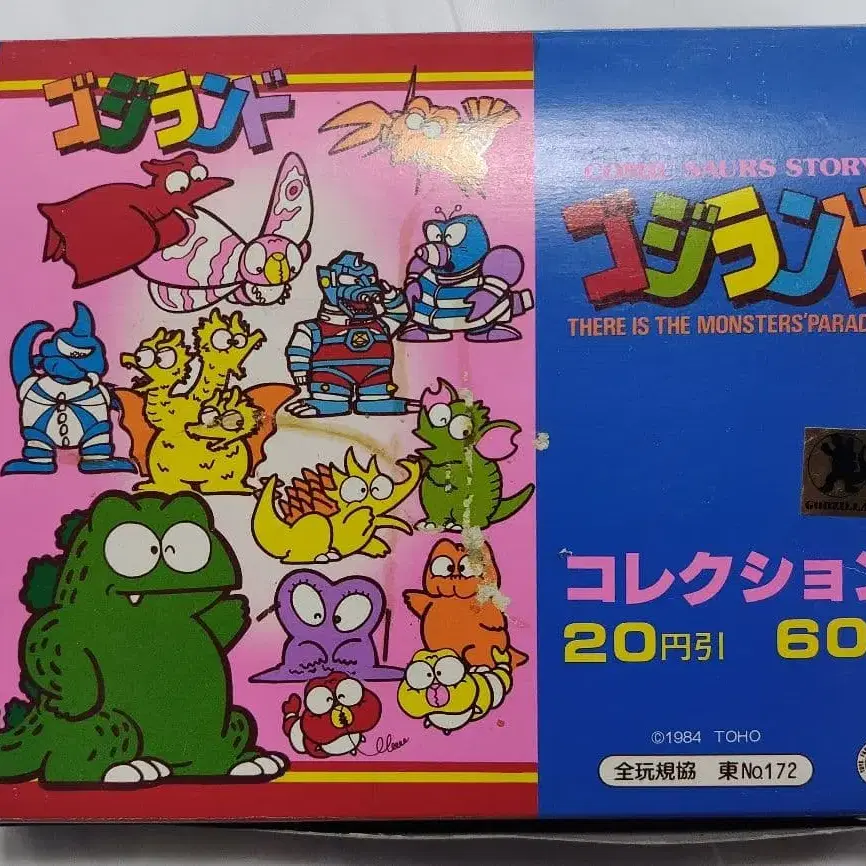 ゴジランド
COMIC SAURS STORY
ゴジランド
THERE IS THE MONSTERS'PARAD
GODZILLA
コレクション
20円引 60
©1984 TOHO
全玩規協 東No.172